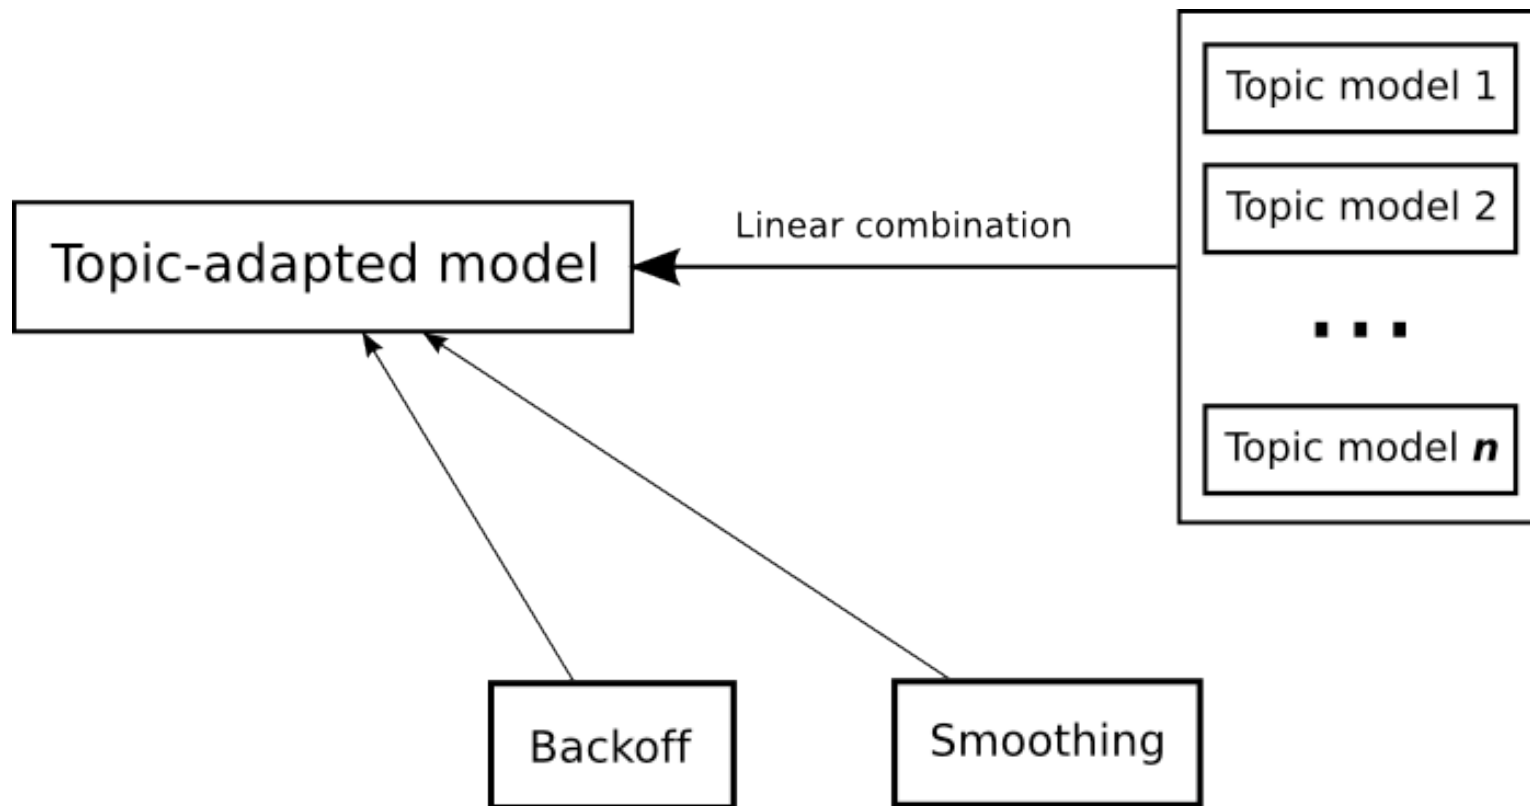 Topic model 1
Topic model 2
Linear combination
Topic-adapted model
...
Topic model n
Backoff
Smoothing